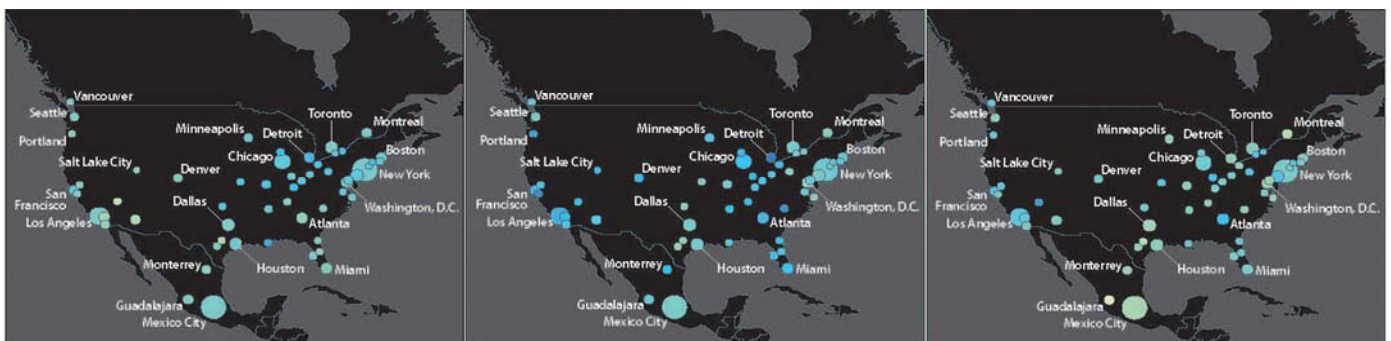 Vancouver
Seattle
Portland
Minneapolis
Detroit
Toronto
Montreal
Chicago
Boston
New York
Salt Lake City
Denver
San
Francisco
Los Angeles
Washington, D.C.
Dallas
Atlanta
Monterrey
Houston
Miami
Guadalajara
Mexico City
Vancouver
Seattle
Portland
Minneapolis
Detroit
Toronto
Montreal
Chicago
Boston
New York
Salt Lake City
Denver
San
Francisco
Los Angeles
Washington, D.C.
Dallas
Atlanta
Monterrey
Houston
Miami
Guadalajara
Mexico City
Vancouver
Seattle
Portland
Minneapolis
Detroit
Toronto
Montreal
Chicago
Boston
New York
Salt Lake City
Denver
San
Francisco
Los Angeles
Washington, D.C.
Dallas
Atlanta
Monterrey
Houston
Miami
Guadalajara
Mexico City